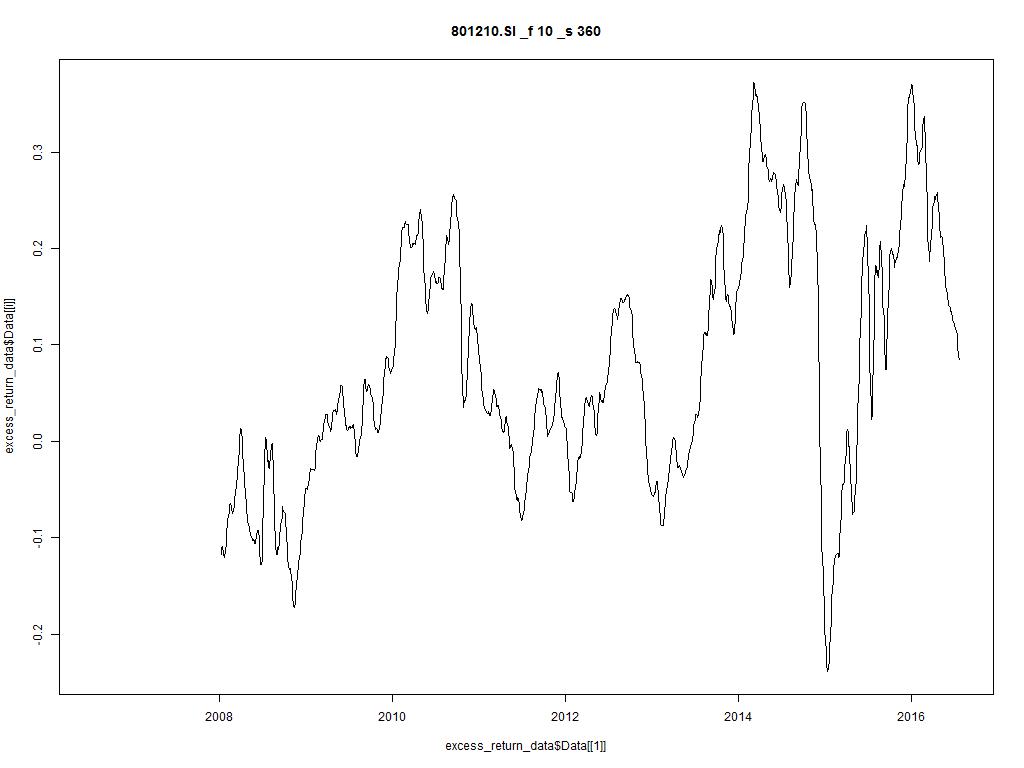 801210.SI _f 10 _s 360
excess_return_data$Data[[i]]
0.3
0.2
0.1
0.0
-0.1
-0.2
2008 2010 2012 2014 2016
excess_return_data$Data[[1]]